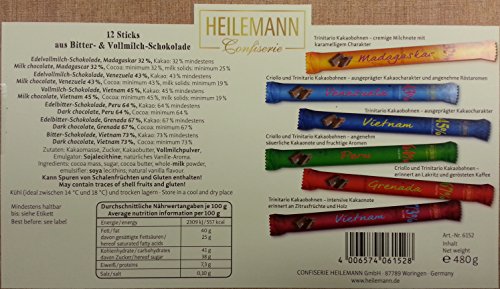 12 Sticks
aus Bitter- & Vollmilch-Schokolade
Edelvollmilch-Schokolade, Madagaskar 32 %, Kakao: 32 % mindestens
Milk chocolate, Madagascar 32 %, Cocoa: minimum 32 %, milk solids: minimum 25 %
Edelvollmilch-Schokolade, Venezuela 43 %, Kakao: 43 % mindestens
Milk chocolate, Venezuela 43 %, Cocoa: minimum 43 %, milk solids: minimum 19 %
Vollmilch-Schokolade, Vietnam 45 %, Kakao: 45 % mindestens
Milk chocolate, Vietnam 45 %, Cocoa: minimum 45 %, milk solids: minimum 20 %
Edelbitter-Schokolade, Peru 64 %, Kakao: 64 % mindestens
Dark chocolate, Peru 64 %, Cocoa: minimum 64 %
Edelbitter-Schokolade, Grenada 67 %, Kakao: 67 % mindestens
Dark chocolate, Grenada 67 %, Cocoa: minimum 67 %
Edelbitter-Schokolade, Vietnam 73 %, Kakao: 73 % mindestens
Dark chocolate, Vietnam 73 %, Cocoa: minimum 73 %
Zutaten: Kakaomasse, Zucker, Kakaobutter, Vollmilchpulver,
Emulgator: Sojalecithine; natürliches Vanille-Aroma.
Ingredients: cocoa mass, sugar, cocoa butter, whole-milk powder,
emulsifier: soya lecithins; natural vanilla flavour.
Kann Spuren von Schalenfrüchten und Gluten enthalten!
May contain traces of shell fruits and gluten!
Kühl (ideal zwischen 14 °C und 18 °C) und trocken lagern - Store in a cool and dry place
Mindestens haltbar
bis: siehe Etikett
Best before: see label
Durchschnittliche Nährwertangaben je 100 g
Average nutrition information per 100 g
Energie/energy
2309 kJ/557 kcal
Fett/fat
40 g
davon gesättigte Fettsäuren/
hereof saturated fatty acids
25 g
Kohlenhydrate/carbohydrates
42 g
davon Zucker/hereof sugar
38 g
Eiweiß/proteins
7,3 g
Salz/salt
0,10 g
HEILEMANN
Confiserie
Trinitario Kakaobohnen – cremige Milchnote mit
karamelligem Charakter
Madagaskar
Criollo und Trinitario Kakaobohnen – ausgeprägter Kakaocharakter und angenehme Röstaromen
Venezuela
Trinitario Kakaobohnen – ausgeprägter Kakaocharakter
Vietnam
Criollo und Trinitario Kakaobohnen – angenehm
säuerliche Kakaonote und fruchtige Aromen
Peru
Criollo und Trinitario Kakaobohnen –
erinnert an Lakritz und gerösteten Kaffee
Grenada
Trinitario Kakaobohnen – intensive Kakaonote
erinnert an Zitrusfrüchte und Holz
Vietnam
4 006574 061528
Art.-Nr. 6152
Inhalt
Weight
e 480 g
CONFISERIE HEILEMANN GmbH · 87789 Woringen · Germany
www.heilemann.de